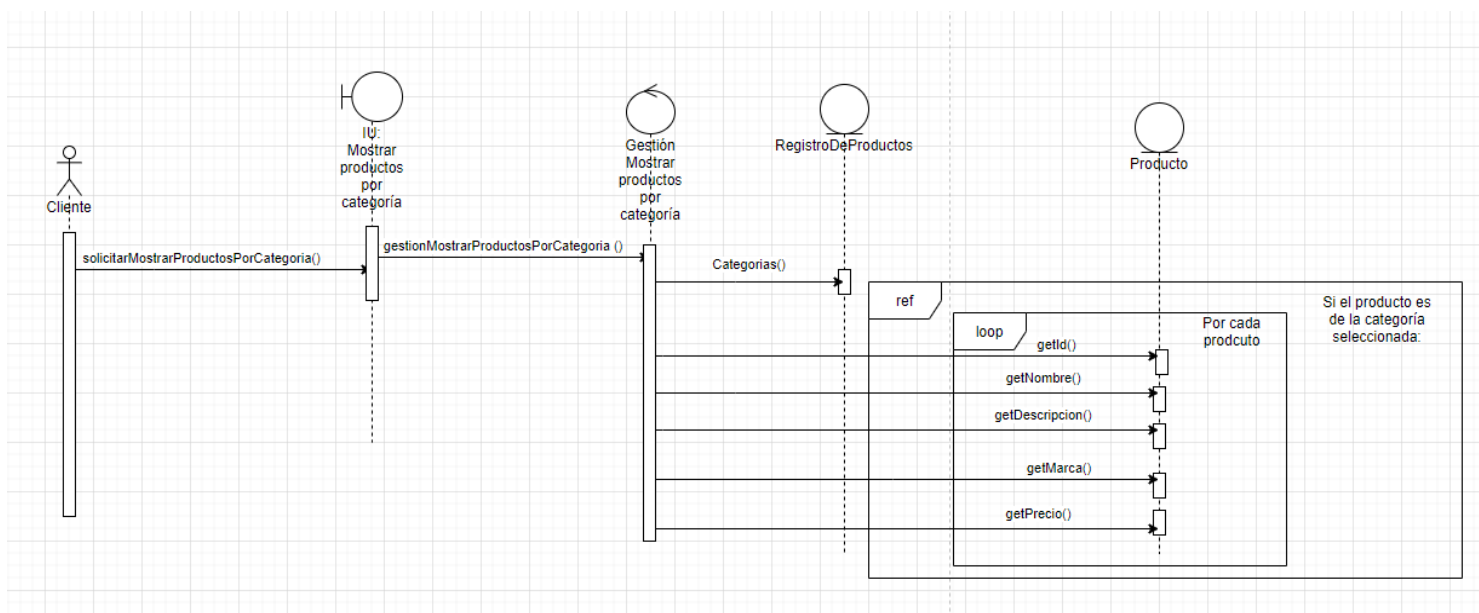 IU:
Mostrar
productos
por
categoría
Gestión
Mostrar
productos
por
categoría
RegistroDeProductos
Producto
Cliente
solicitarMostrarProductosPorCategoria()
gestionMostrarProductosPorCategoria ()
Categorias()
ref
Si el producto es
de la categoría
seleccionada:
loop
Por cada
prodcuto
getId()
getNombre()
getDescripcion()
getMarca()
getPrecio()